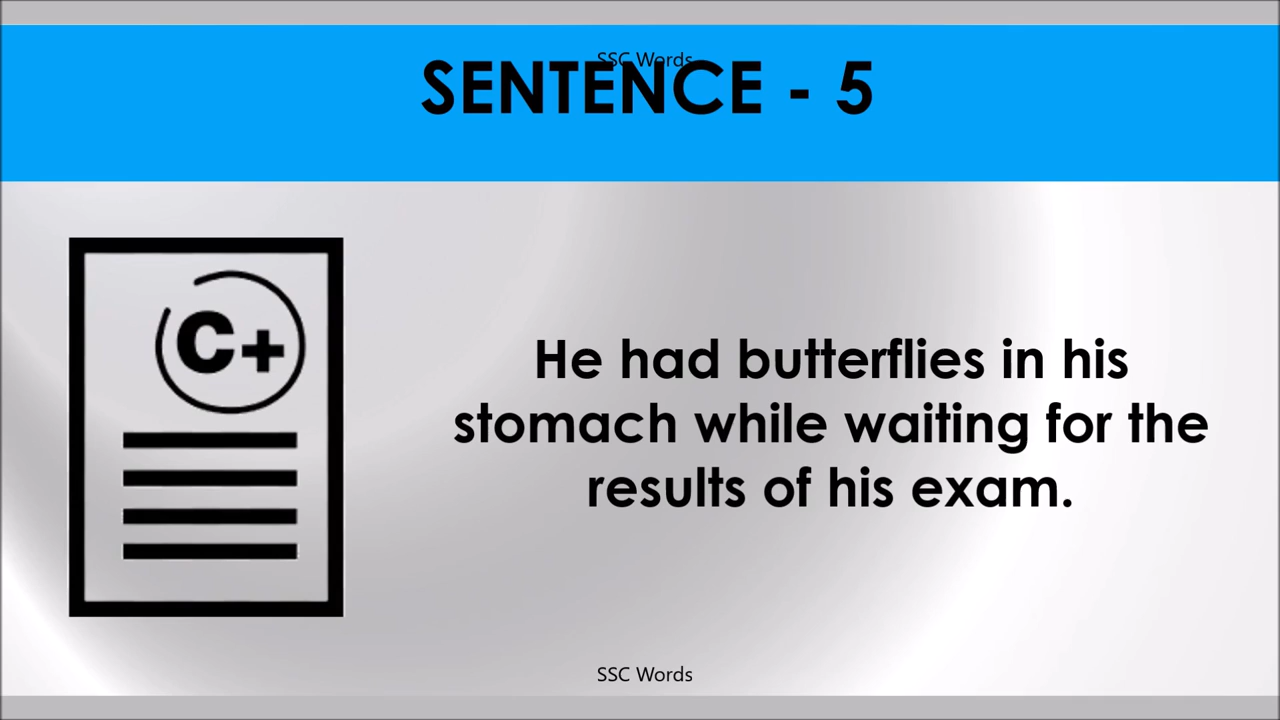 SSC Words
SENTENCE - 5
C+
He had butterflies in his
stomach while waiting for the
results of his exam.
SSC Words